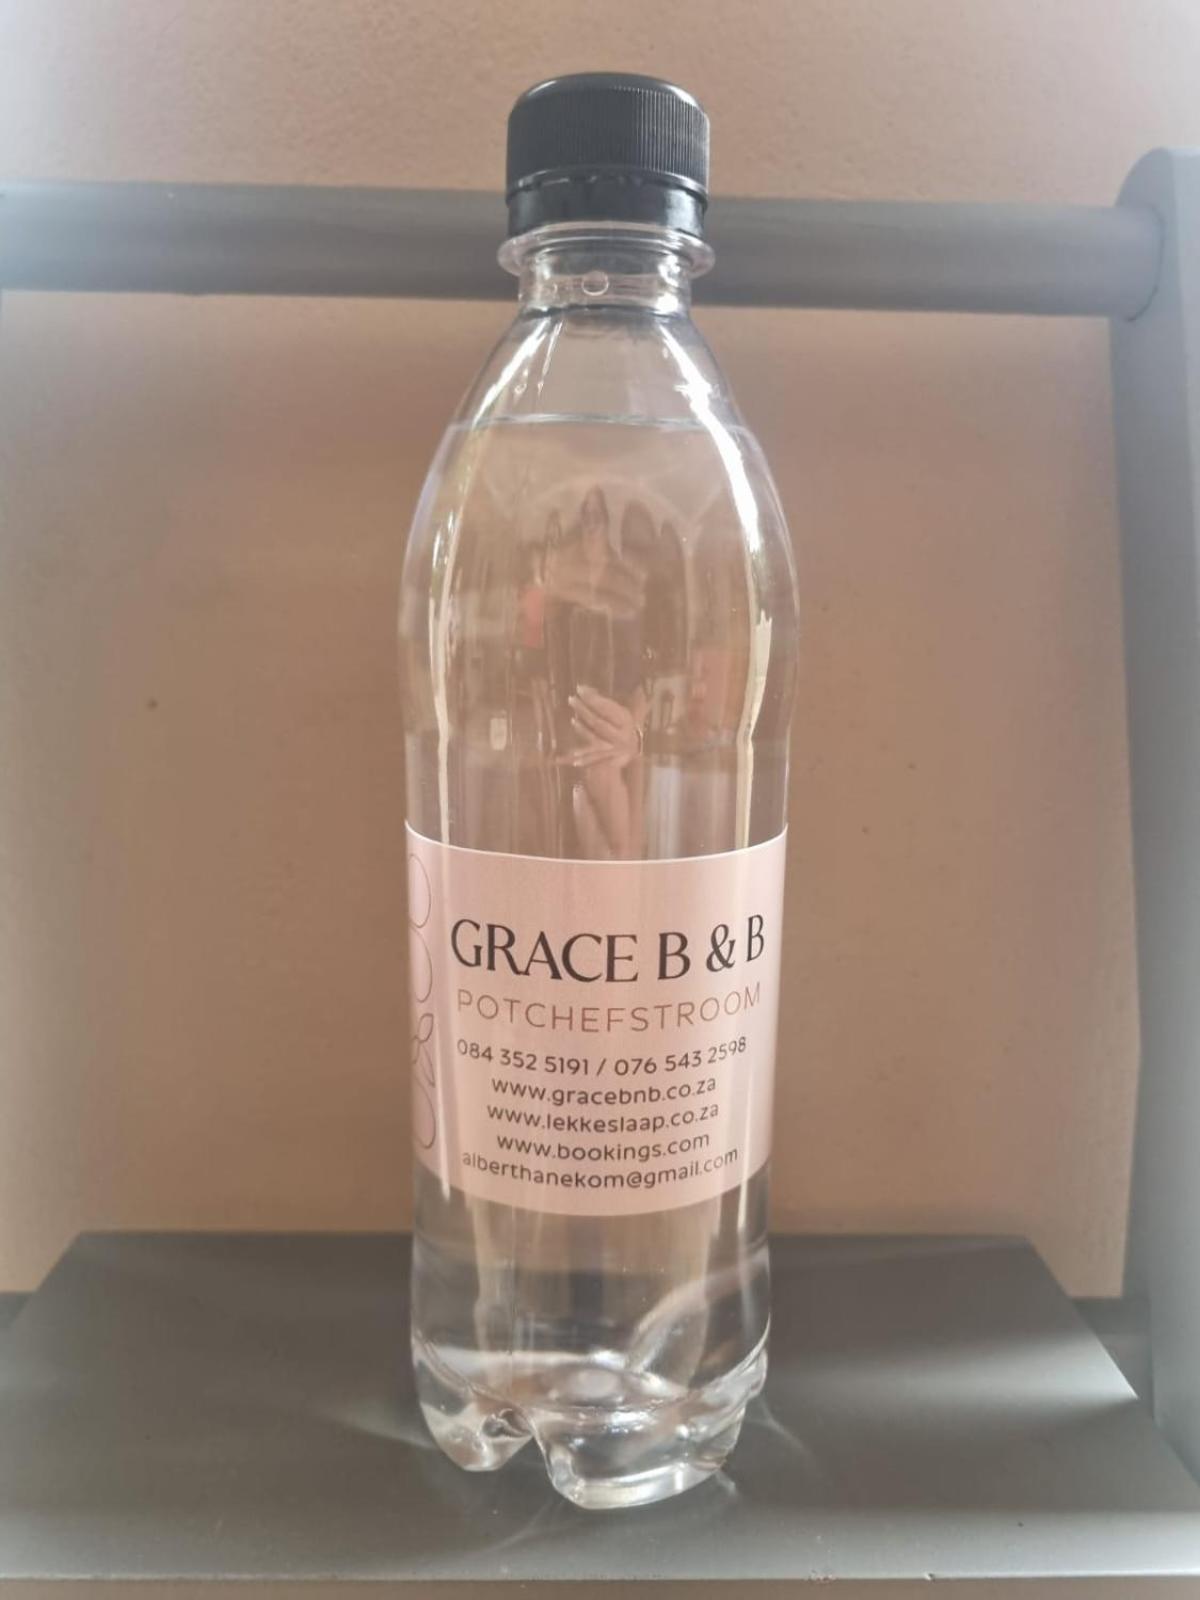 GRACE B & B
POTCHEFSTROOM
084 352 5191 / 076 543 2598
www.gracebnb.co.za
www.lekkeslaap.co.za
www.bookings.com
alberthanekom@gmail.com